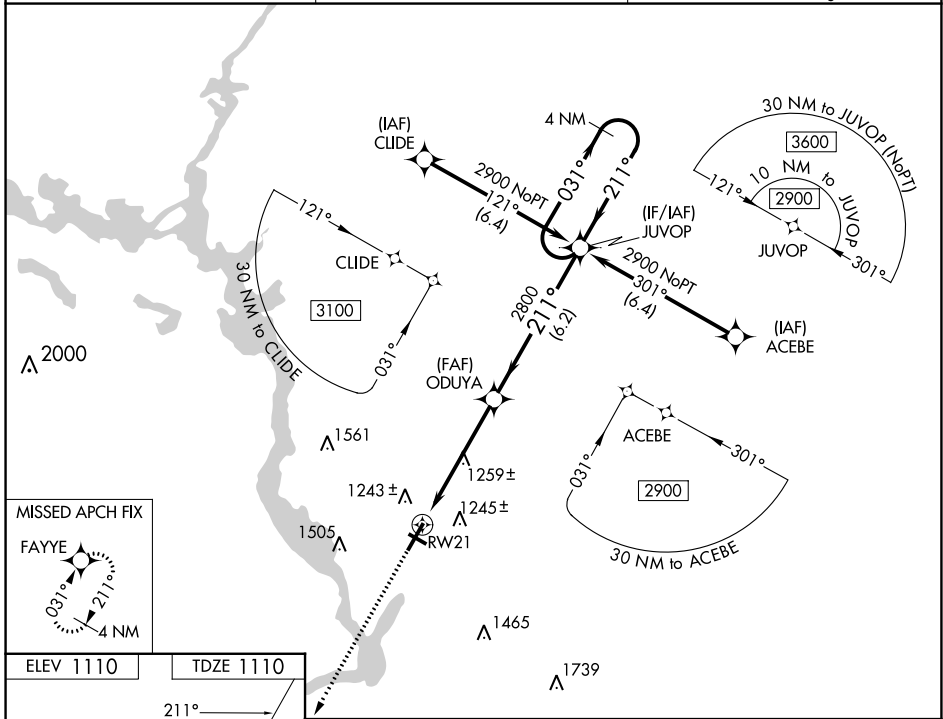 (IAF)
CLIDE
2900 NoPT
121°
(6.4)
4 NM
031°
211°
(IF/IAF)
JUVOP
2900 NoPT
301°
(6.4)
(IAF)
ACEBE
30 NM to JUVOP (NoPT)
3600
10 NM to JUVOP
2900
121°
301°
JUVOP
121°
CLIDE
3100
031°
30 NM to CLIDE
2800
211°
(6.2)
(FAF)
ODUYA
2000
1561
1259±
1243±
1245±
1505
RW21
ACEBE
031°
301°
2900
30 NM to ACEBE
1465
1739
MISSED APCH FIX
FAYYE
031°
211°
4 NM
ELEV 1110
TDZE 1110
211°